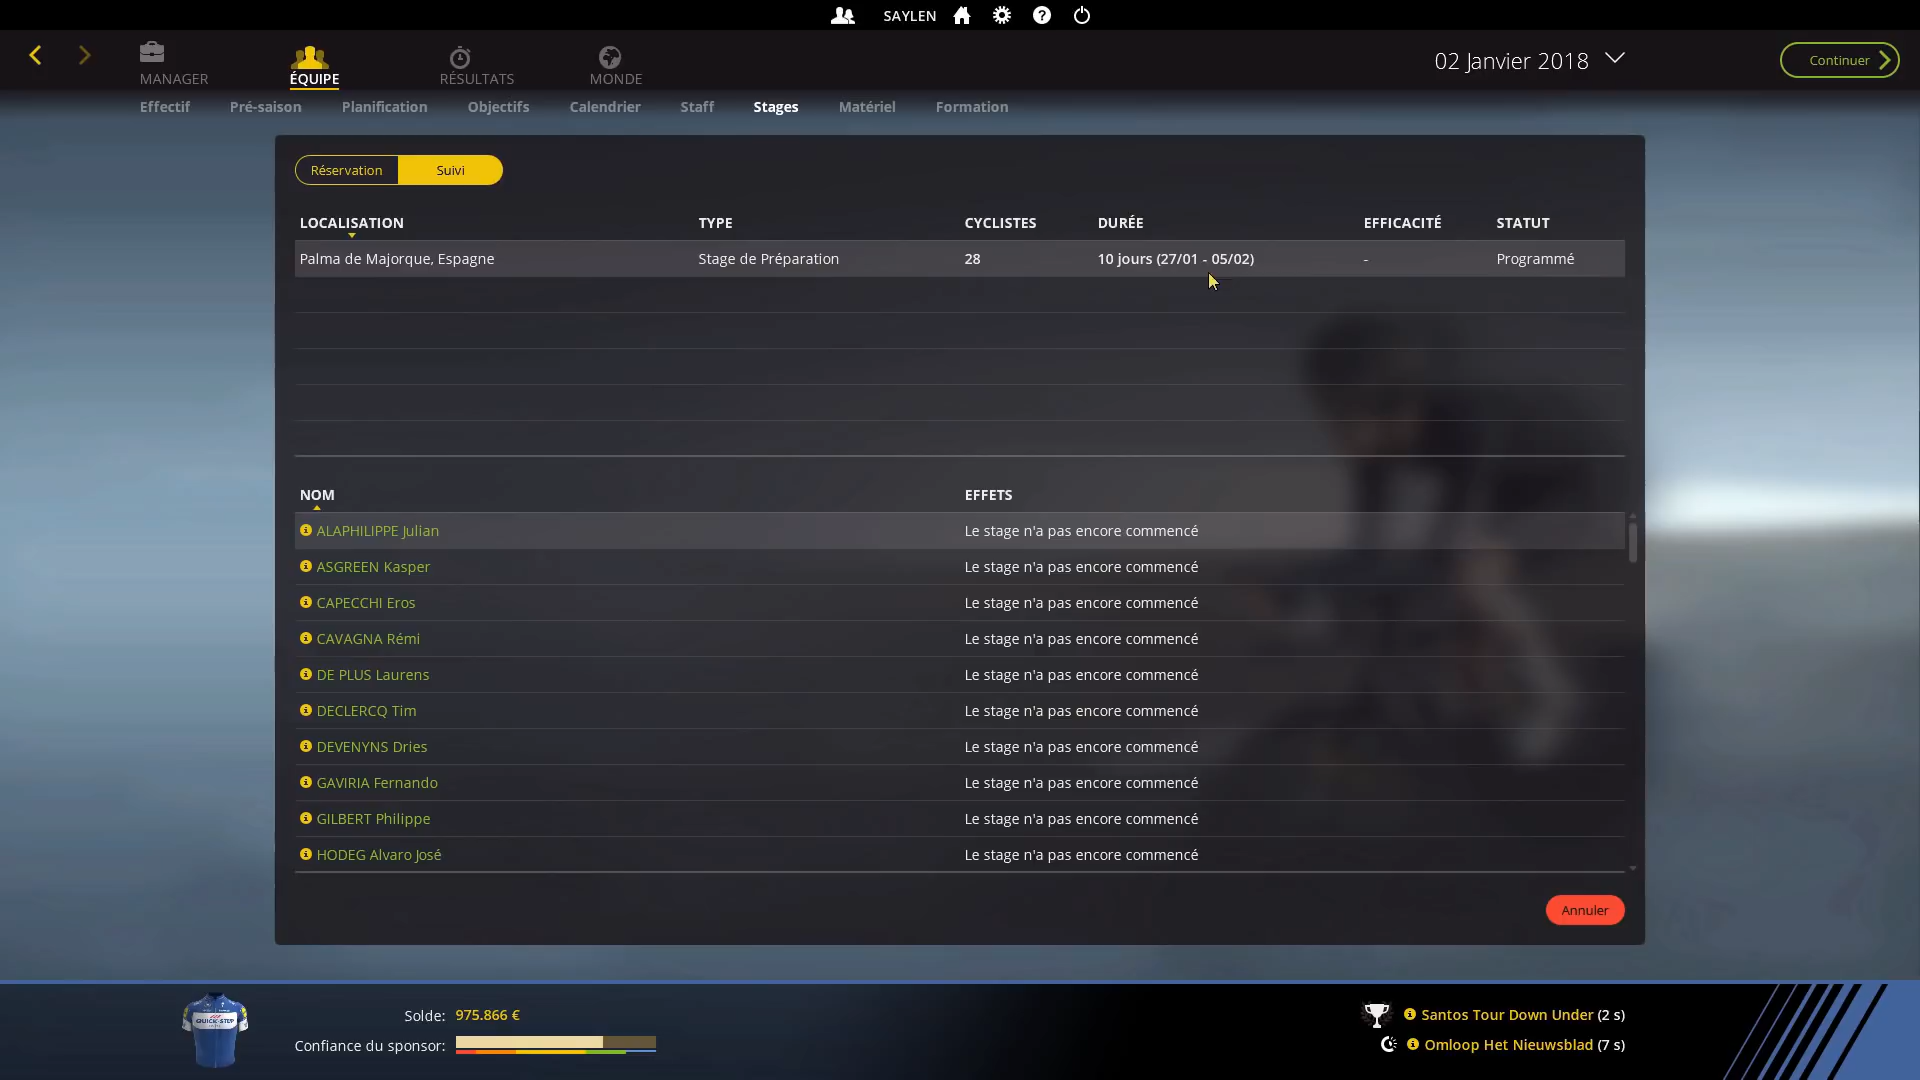 SAYLEN
MANAGER
ÉQUIPE
RÉSULTATS
MONDE
02 Janvier 2018
Continuer
Effectif
Pré-saison
Planification
Objectifs
Calendrier
Staff
Stages
Matériel
Formation
Réservation
Suivi
LOCALISATION TYPE CYCLISTES DURÉE EFFICACITÉ STATUT
Palma de Majorque, Espagne Stage de Préparation 28 10 jours (27/01 - 05/02) - Programmé
NOM EFFETS
ALAPHILIPPE Julian Le stage n'a pas encore commencé
ASGREEN Kasper Le stage n'a pas encore commencé
CAPECCHI Eros Le stage n'a pas encore commencé
CAVAGNA Rémi Le stage n'a pas encore commencé
DE PLUS Laurens Le stage n'a pas encore commencé
DECLERCQ Tim Le stage n'a pas encore commencé
DEVENYNS Dries Le stage n'a pas encore commencé
GAVIRIA Fernando Le stage n'a pas encore commencé
GILBERT Philippe Le stage n'a pas encore commencé
HODEG Alvaro José Le stage n'a pas encore commencé
Annuler
QUICK-STEP
Solde: 975.866 €
Confiance du sponsor:
Santos Tour Down Under (2 s)
Omloop Het Nieuwsblad (7 s)